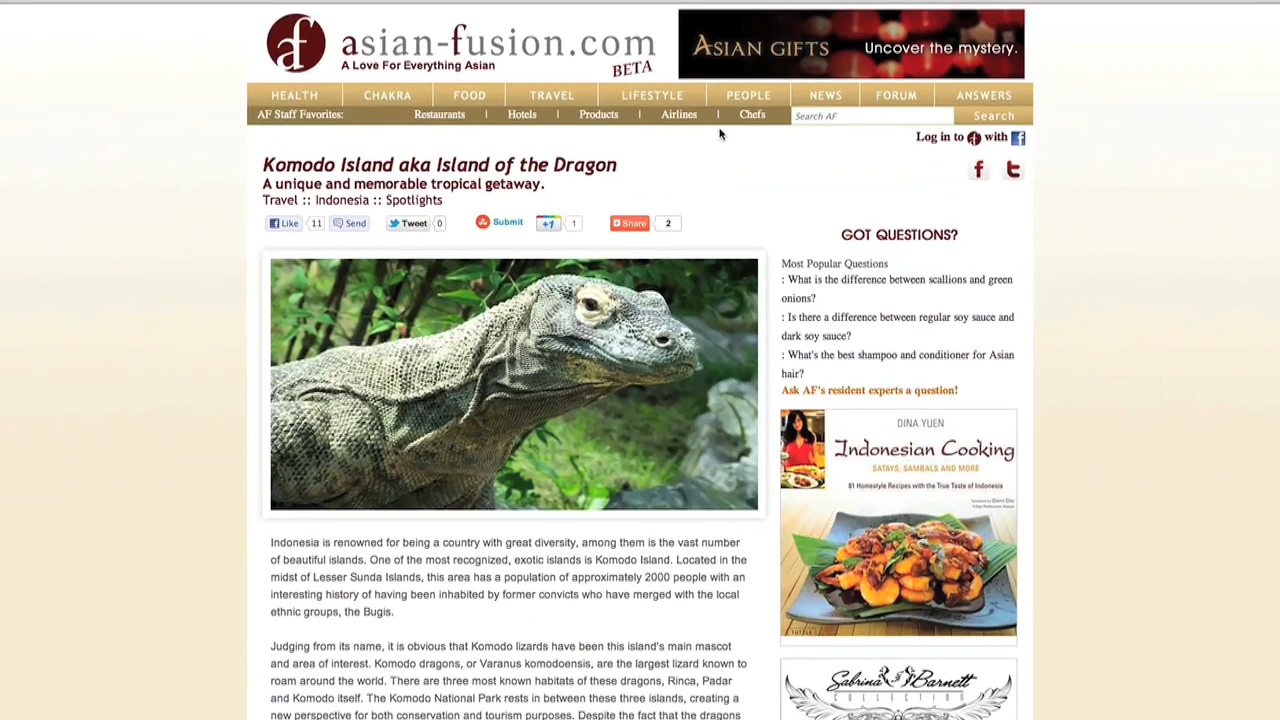 af asian-fusion.com
A Love For Everything Asian
BETA
ASIAN GIFTS Uncover the mystery.
HEALTH CHAKRA FOOD TRAVEL LIFESTYLE PEOPLE NEWS FORUM ANSWERS
AF Staff Favorites: Restaurants | Hotels | Products | Airlines | Chefs Search AF Search
Log in to af with f
Komodo Island aka Island of the Dragon
A unique and memorable tropical getaway.
Travel :: Indonesia :: Spotlights
Like 11 Send Tweet 0 Submit +1 1 Share 2
Indonesia is renowned for being a country with great diversity, among them is the vast number
of beautiful islands. One of the most recognized, exotic islands is Komodo Island. Located in the
midst of Lesser Sunda Islands, this area has a population of approximately 2000 people with an
interesting history of having been inhabited by former convicts who have merged with the local
ethnic groups, the Bugis.
Judging from its name, it is obvious that Komodo lizards have been this island's main mascot
and area of interest. Komodo dragons, or Varanus komodoensis, are the largest lizard known to
roam around the world. There are three most known habitats of these dragons, Rinca, Padar
and Komodo itself. The Komodo National Park rests in between these three islands, creating a
new perspective for both conservation and tourism purposes. Despite the fact that the dragons
f t
GOT QUESTIONS?
Most Popular Questions
: What is the difference between scallions and green
onions?
: Is there a difference between regular soy sauce and
dark soy sauce?
: What's the best shampoo and conditioner for Asian
hair?
Ask AF's resident experts a question!
DINA YUEN
Indonesian Cooking
SATAYS, SAMBALS AND MORE
81 Homestyle Recipes with the True Taste of Indonesia
TUTTLE
Sabrina Barnett
COLLECTION